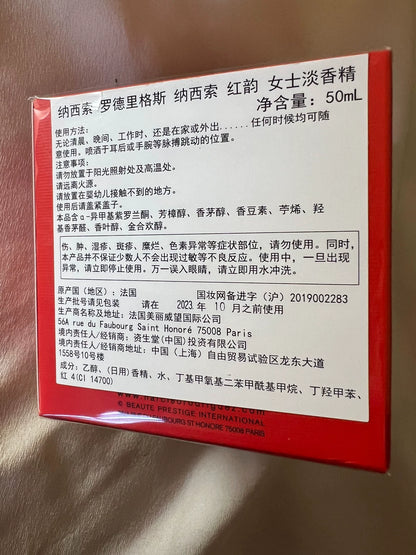 纳西索 罗德里格斯 纳西索 红韵 女士淡香精
净含量：50mL
使用方法：
无论清晨、晚间、工作时、还是在家或外出......任何时候均可随
意使用，喷洒于耳后或手腕等脉搏跳动的位置。
注意事项：
请勿放置于阳光照射处及高温处。
请远离火源。
请放置在婴幼儿接触不到的地方。
使用后请盖紧盖子。
本品含α-异甲基紫罗兰酮、芳樟醇、香茅醇、香豆素、苧烯、羟
基香茅醛、香叶醇、金合欢醇。
伤、肿、湿疹、斑疹、糜烂、色素异常等症状部位，请勿使用。同时，
本产品并不保证少数人不会出现过敏等不良反应。使用中，一旦出现
异常，请立即停止使用。万一误入眼睛，请立即用水冲洗。
原产国（地区）：法国 国妆网备进字（沪）2019002283
生产批号请见包装 请在 2023年 10 月之前使用
生产商名称：法国美丽威望国际公司
生产商地址：56A rue du Faubourg Saint Honoré 75008 Paris
境内责任人/经销商：资生堂（中国）投资有限公司
境内责任人/经销商地址：中国（上海）自由贸易试验区龙东大道
1558号10号楼
成分：乙醇、（日用）香精、水、丁基甲氧基二苯甲酰基甲烷、丁羟甲苯、
红 4(CI 14700)
www.narcisorodriguez.com
© BEAUTE PRESTIGE INTERNATIONAL
FAUBOURG ST HONORE 75008 PARIS